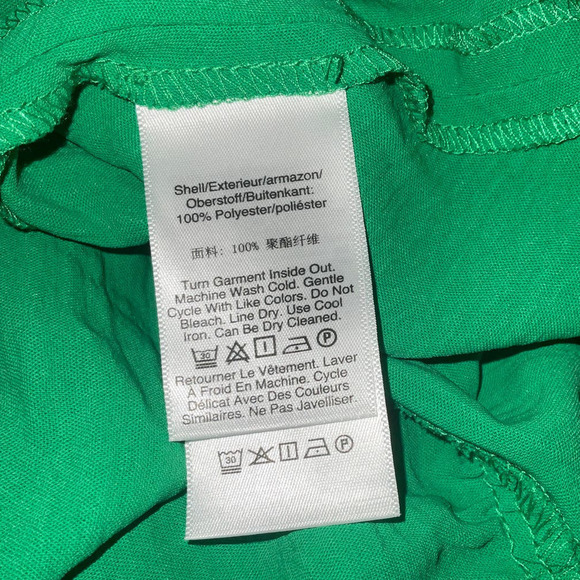 Shell/Exterieur/armazon/
Oberstoff/Buitenkant:
100% Polyester/poliéster
面料: 100% 聚酯纤维
Turn Garment Inside Out.
Machine Wash Cold. Gentle
Cycle With Like Colors. Do Not
Bleach. Line Dry. Use Cool
Iron. Can Be Dry Cleaned.
30 P
Retourner Le Vêtement. Laver
À Froid En Machine. Cycle
Délicat Avec Des Couleurs
Similaires. Ne Pas Javelliser.
30 P